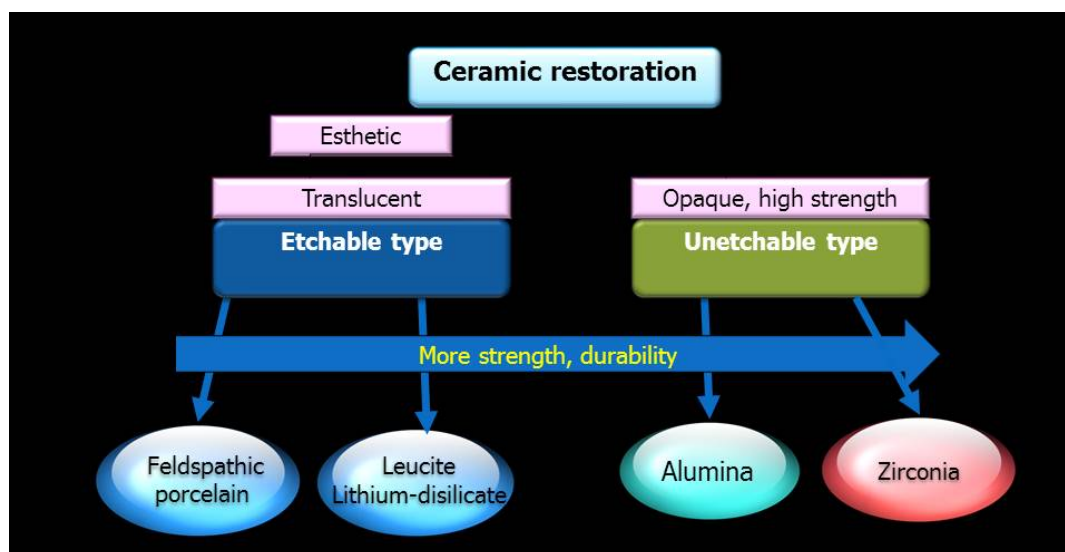 Ceramic restoration
Esthetic
Translucent
Etchable type
Opaque, high strength
Unetchable type
More strength, durability
Feldspathic
porcelain
Leucite
Lithium-disilicate
Alumina
Zirconia